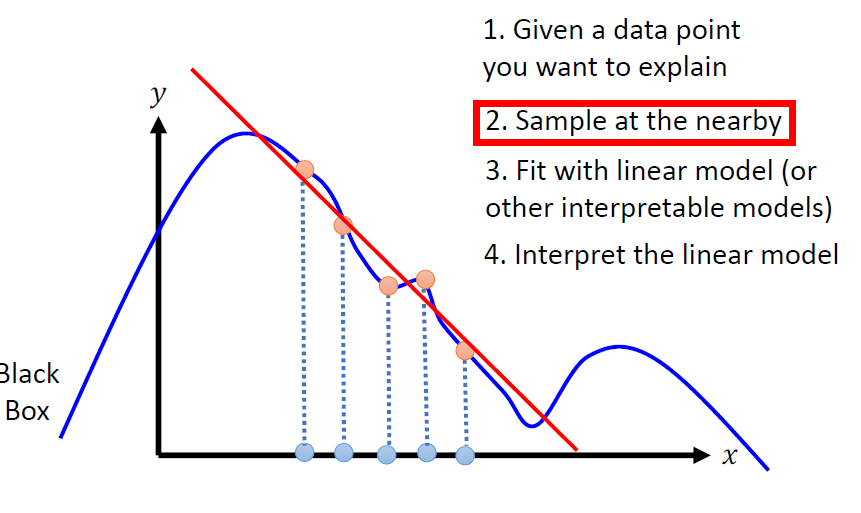 1. Given a data point
you want to explain
y
2. Sample at the nearby
3. Fit with linear model (or
other interpretable models)
4. Interpret the linear model
Black
Box
x